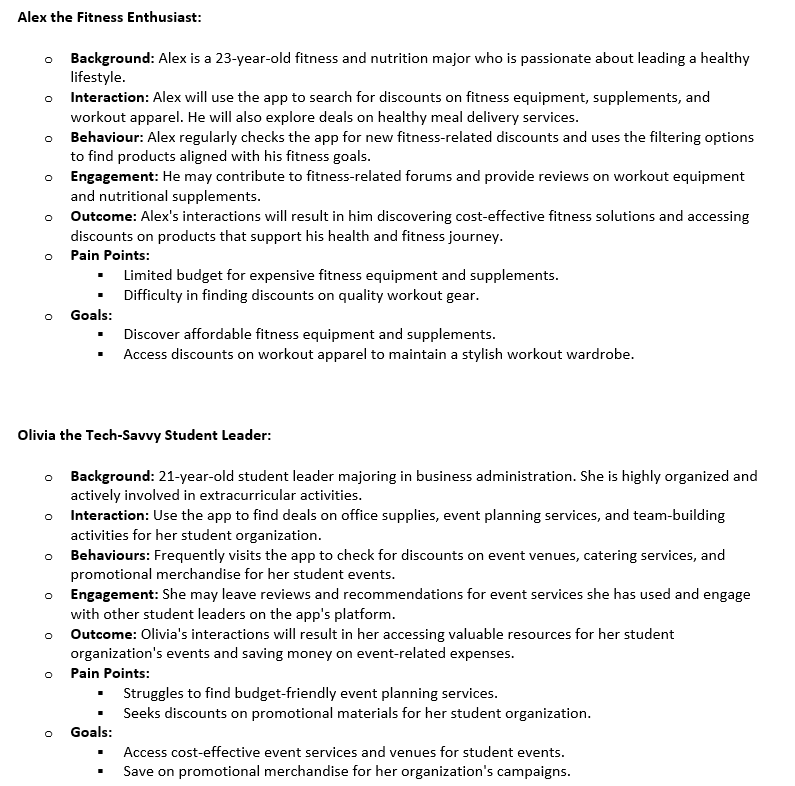 Alex the Fitness Enthusiast:
o Background: Alex is a 23-year-old fitness and nutrition major who is passionate about leading a healthy
lifestyle.
o Interaction: Alex will use the app to search for discounts on fitness equipment, supplements, and
workout apparel. He will also explore deals on healthy meal delivery services.
o Behaviour: Alex regularly checks the app for new fitness-related discounts and uses the filtering options
to find products aligned with his fitness goals.
o Engagement: He may contribute to fitness-related forums and provide reviews on workout equipment
and nutritional supplements.
o Outcome: Alex's interactions will result in him discovering cost-effective fitness solutions and accessing
discounts on products that support his health and fitness journey.
o Pain Points:
▪ Limited budget for expensive fitness equipment and supplements.
▪ Difficulty in finding discounts on quality workout gear.
o Goals:
▪ Discover affordable fitness equipment and supplements.
▪ Access discounts on workout apparel to maintain a stylish workout wardrobe.
Olivia the Tech-Savvy Student Leader:
o Background: 21-year-old student leader majoring in business administration. She is highly organized and
actively involved in extracurricular activities.
o Interaction: Use the app to find deals on office supplies, event planning services, and team-building
activities for her student organization.
o Behaviours: Frequently visits the app to check for discounts on event venues, catering services, and
promotional merchandise for her student events.
o Engagement: She may leave reviews and recommendations for event services she has used and engage
with other student leaders on the app's platform.
o Outcome: Olivia's interactions will result in her accessing valuable resources for her student
organization's events and saving money on event-related expenses.
o Pain Points:
▪ Struggles to find budget-friendly event planning services.
▪ Seeks discounts on promotional materials for her student organization.
o Goals:
▪ Access cost-effective event services and venues for student events.
▪ Save on promotional merchandise for her organization's campaigns.